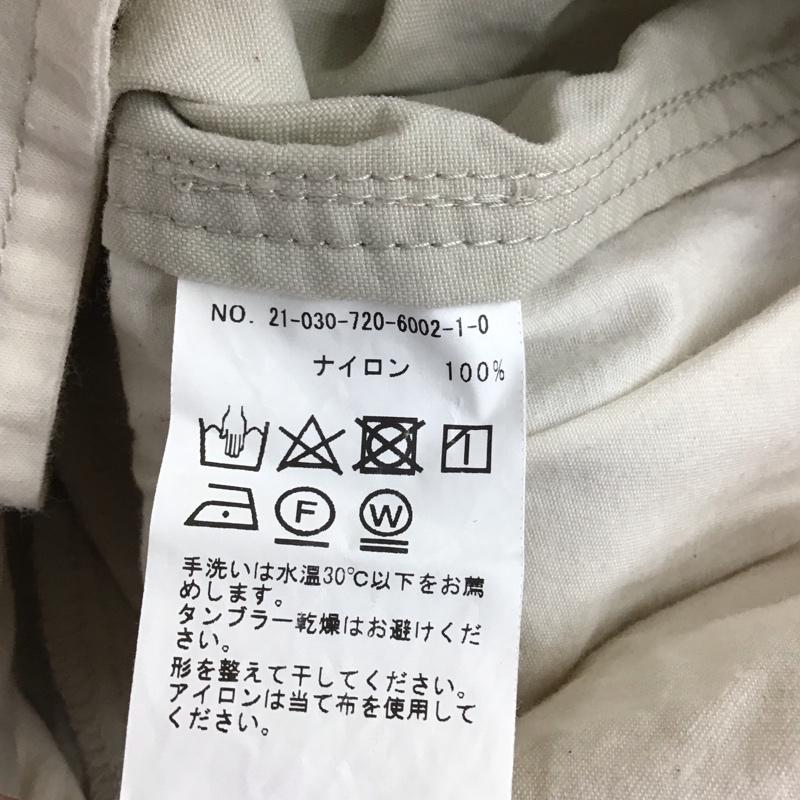 NO. 21-030-720-6002-1-0
ナイロン 100%
F W
手洗いは水温30℃以下をお薦
めします。
タンブラー乾燥はお避けくだ
さい。
形を整えて干してください。
アイロンは当て布を使用して
ください。